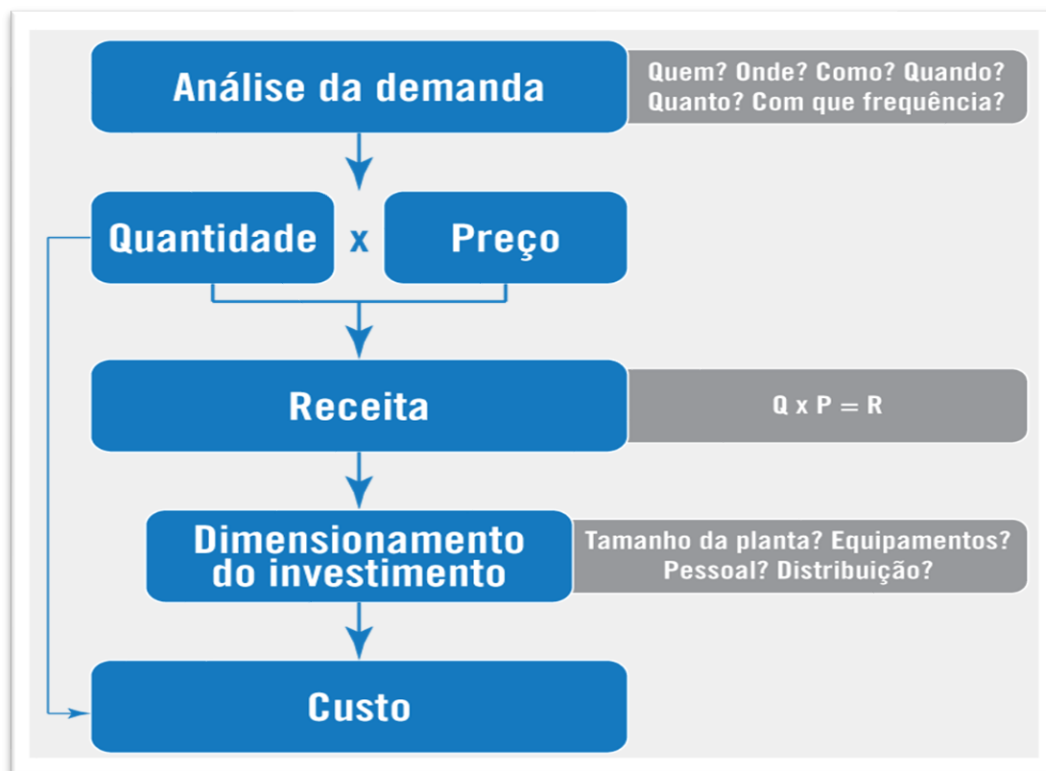 Análise da demanda
Quem? Onde? Como? Quando?
Quanto? Com que frequência?
Quantidade x Preço
Receita
Q x P = R
Dimensionamento
do investimento
Tamanho da planta? Equipamentos?
Pessoal? Distribuição?
Custo